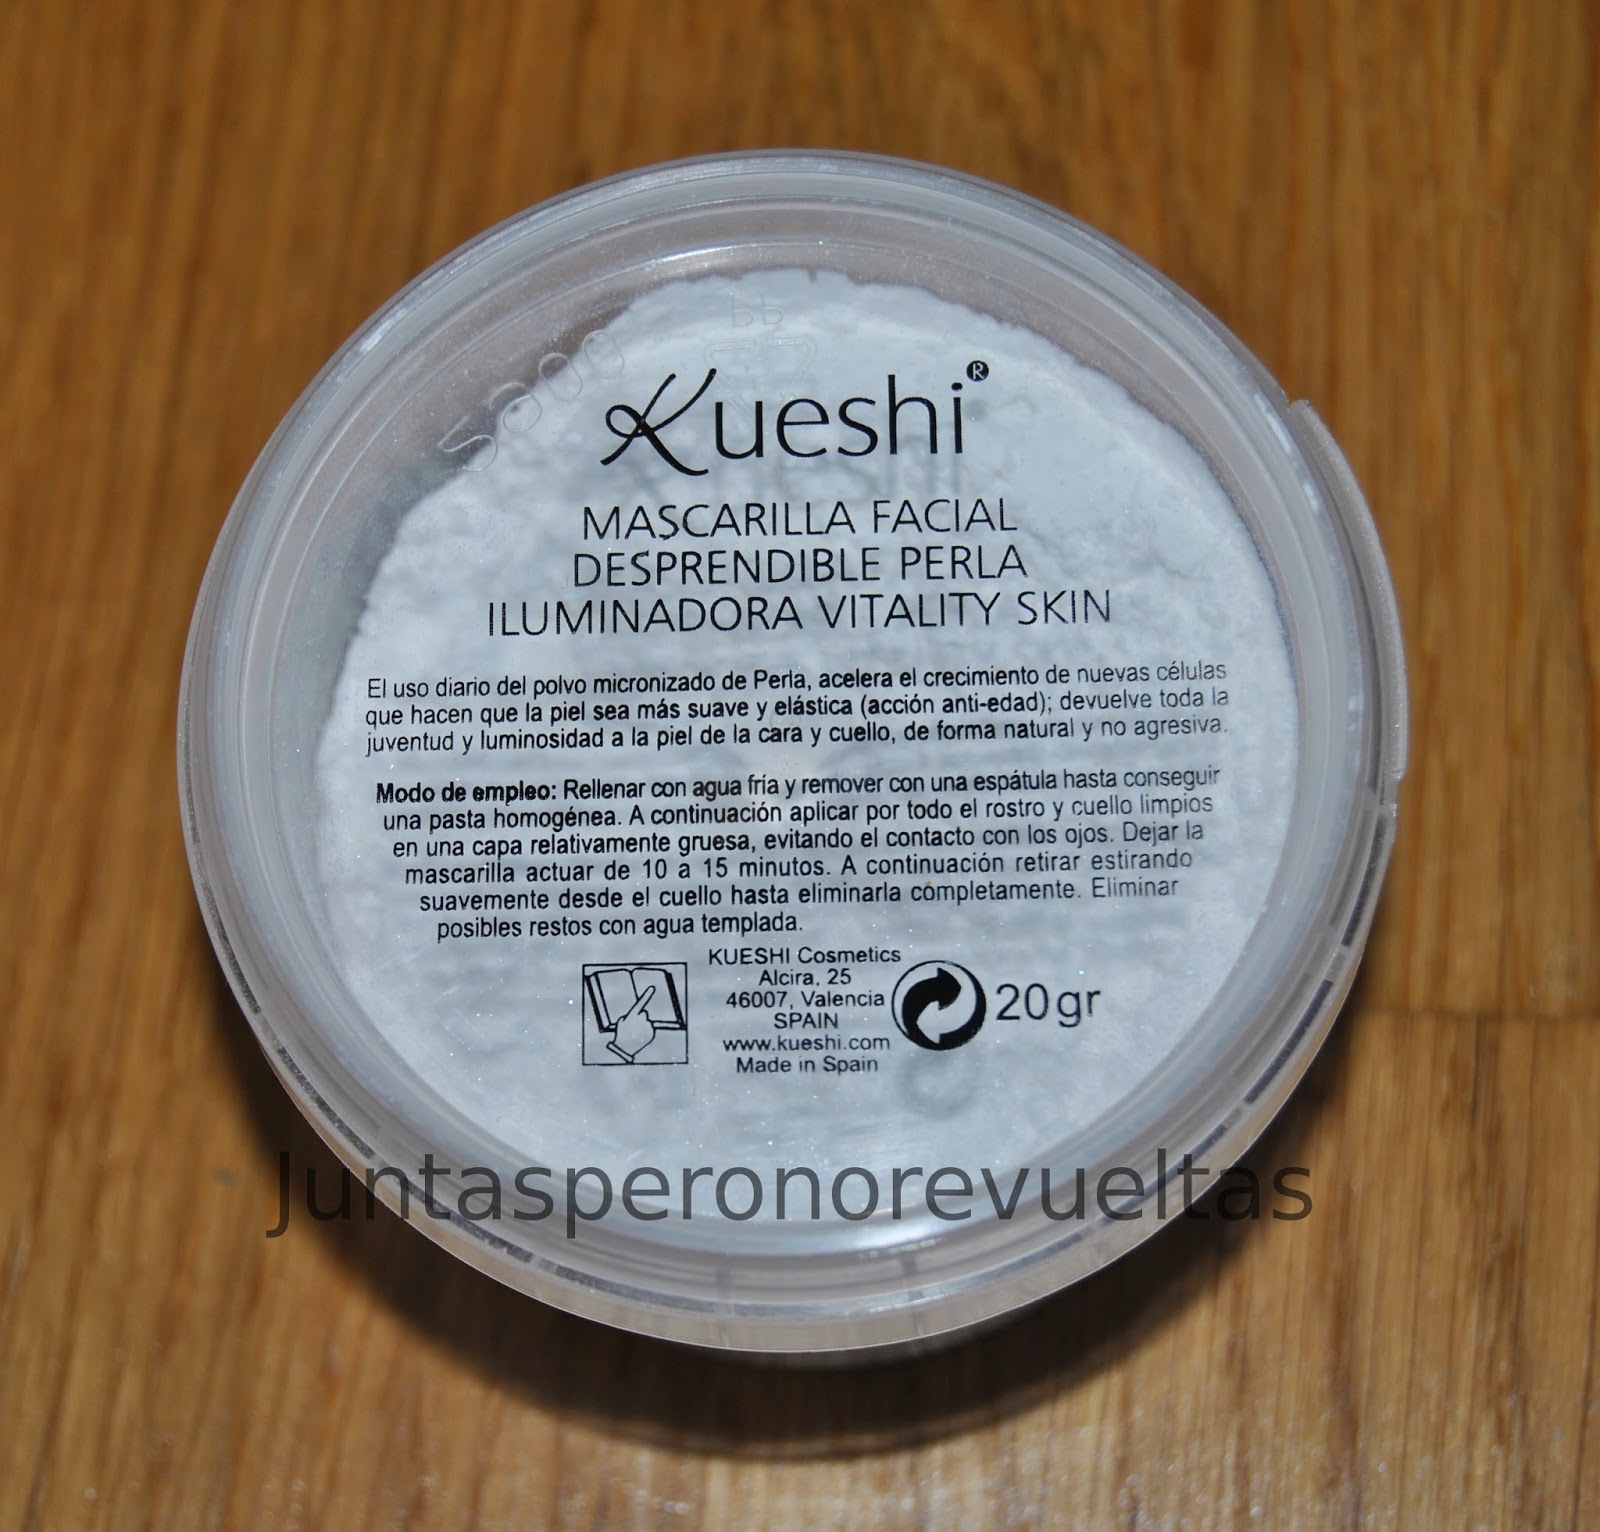 Kueshi®
MASCARILLA FACIAL
DESPRENDIBLE PERLA
ILUMINADORA VITALITY SKIN
El uso diario del polvo micronizado de Perla, acelera el crecimiento de nuevas células
que hacen que la piel sea más suave y elástica (acción anti-edad); devuelve toda la
juventud y luminosidad a la piel de la cara y cuello, de forma natural y no agresiva.
Modo de empleo: Rellenar con agua fría y remover con una espátula hasta conseguir
una pasta homogénea. A continuación aplicar por todo el rostro y cuello limpios
en una capa relativamente gruesa, evitando el contacto con los ojos. Dejar la
mascarilla actuar de 10 a 15 minutos. A continuación retirar estirando
suavemente desde el cuello hasta eliminarla completamente. Eliminar
posibles restos con agua templada.
KUESHI Cosmetics
Alcira, 25
46007, Valencia
SPAIN
www.kueshi.com
Made in Spain
20gr
Juntasperonorevueltas